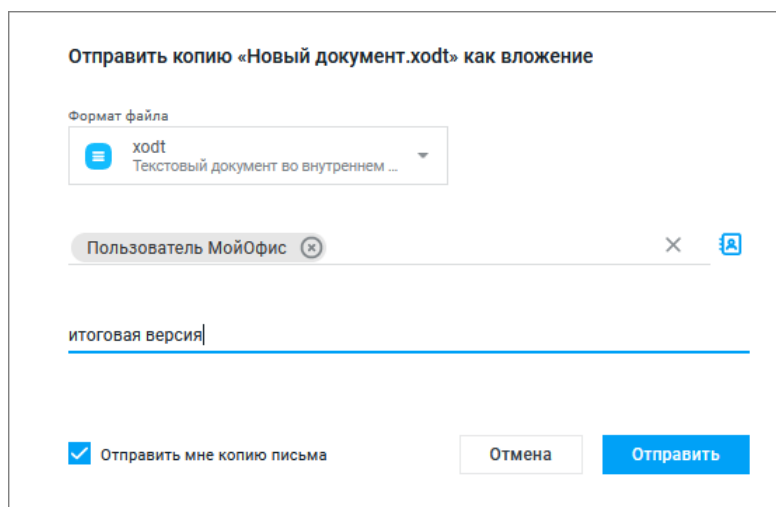 Отправить копию «Новый документ.xodt» как вложение
Формат файла
xodt
Текстовый документ во внутреннем ...
Пользователь МойОфис
итоговая версия
Отправить мне копию письма
Отмена
Отправить